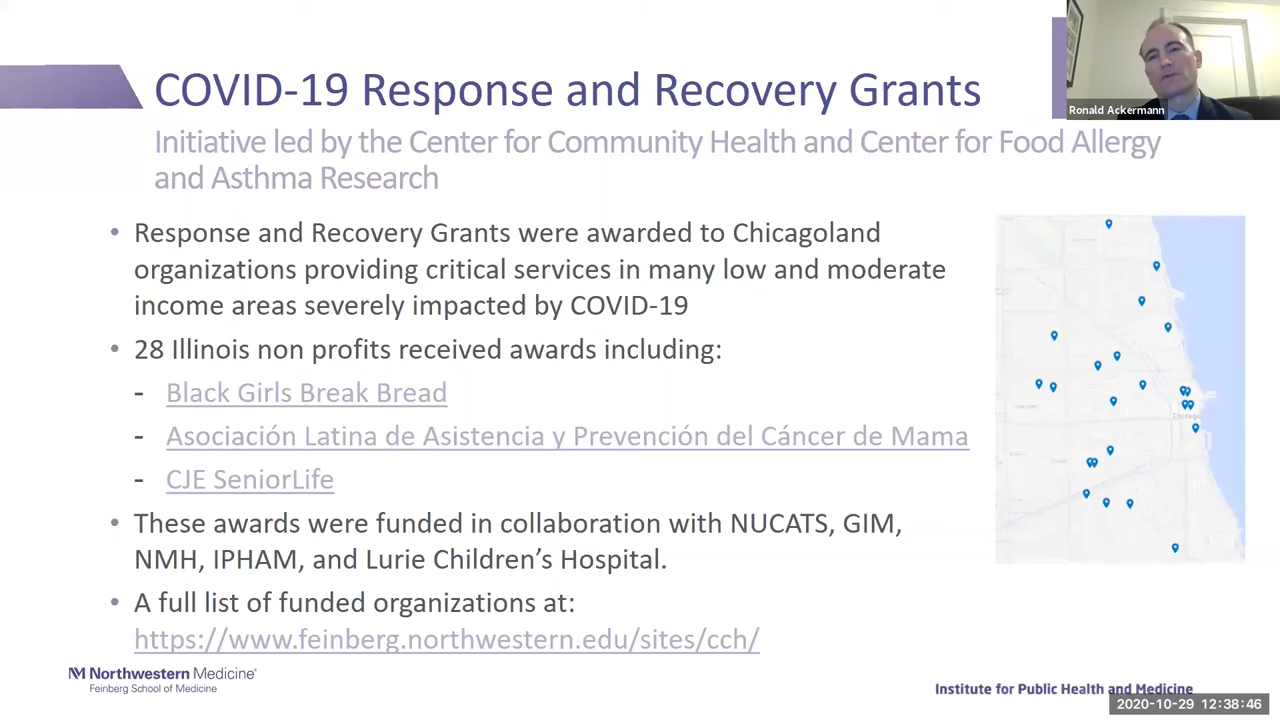 COVID-19 Response and Recovery Grants
Ronald Ackermann
Initiative led by the Center for Community Health and Center for Food Allergy
and Asthma Research
• Response and Recovery Grants were awarded to Chicagoland
organizations providing critical services in many low and moderate
income areas severely impacted by COVID-19
• 28 Illinois non profits received awards including:
- Black Girls Break Bread
- Asociación Latina de Asistencia y Prevención del Cáncer de Mama
- CJE SeniorLife
• These awards were funded in collaboration with NUCATS, GIM,
NMH, IPHAM, and Lurie Children’s Hospital.
• A full list of funded organizations at:
https://www.feinberg.northwestern.edu/sites/cch/
Chicago
NM Northwestern Medicine®
Feinberg School of Medicine
Institute for Public Health and Medicine
2020-10-29 12:38:46